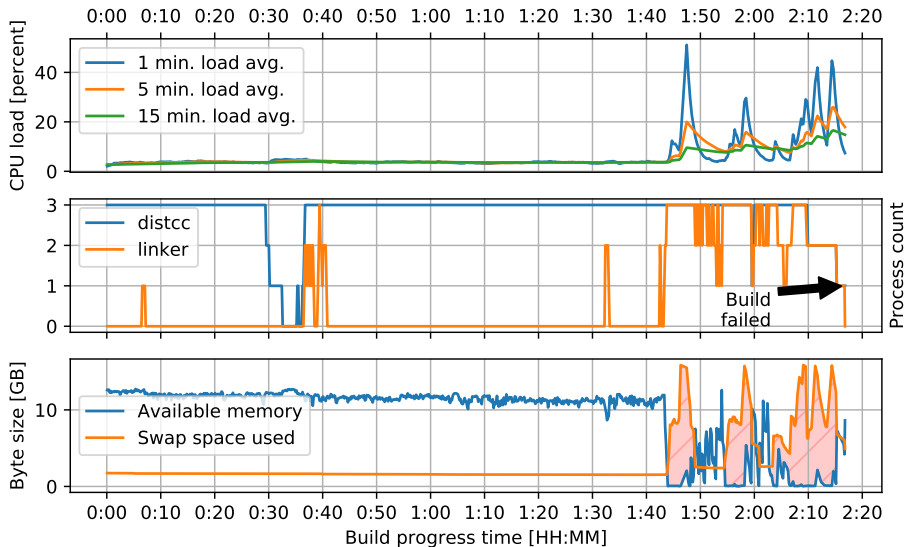 0:00 0:10 0:20 0:30 0:40 0:50 1:00 1:10 1:20 1:30 1:40 1:50 2:00 2:10 2:20
CPU load [percent]
40
20
0
1 min. load avg.
5 min. load avg.
15 min. load avg.
3
2
1
0
distcc
linker
Build
failed
Process count
Byte size [GB]
10
0
Available memory
Swap space used
0:00 0:10 0:20 0:30 0:40 0:50 1:00 1:10 1:20 1:30 1:40 1:50 2:00 2:10 2:20
Build progress time [HH:MM]